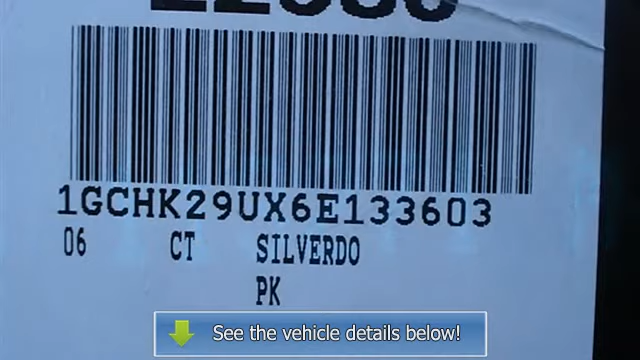 1GCHK29UX6E133603
06 CT SILVERDO
PK
See the vehicle details below!